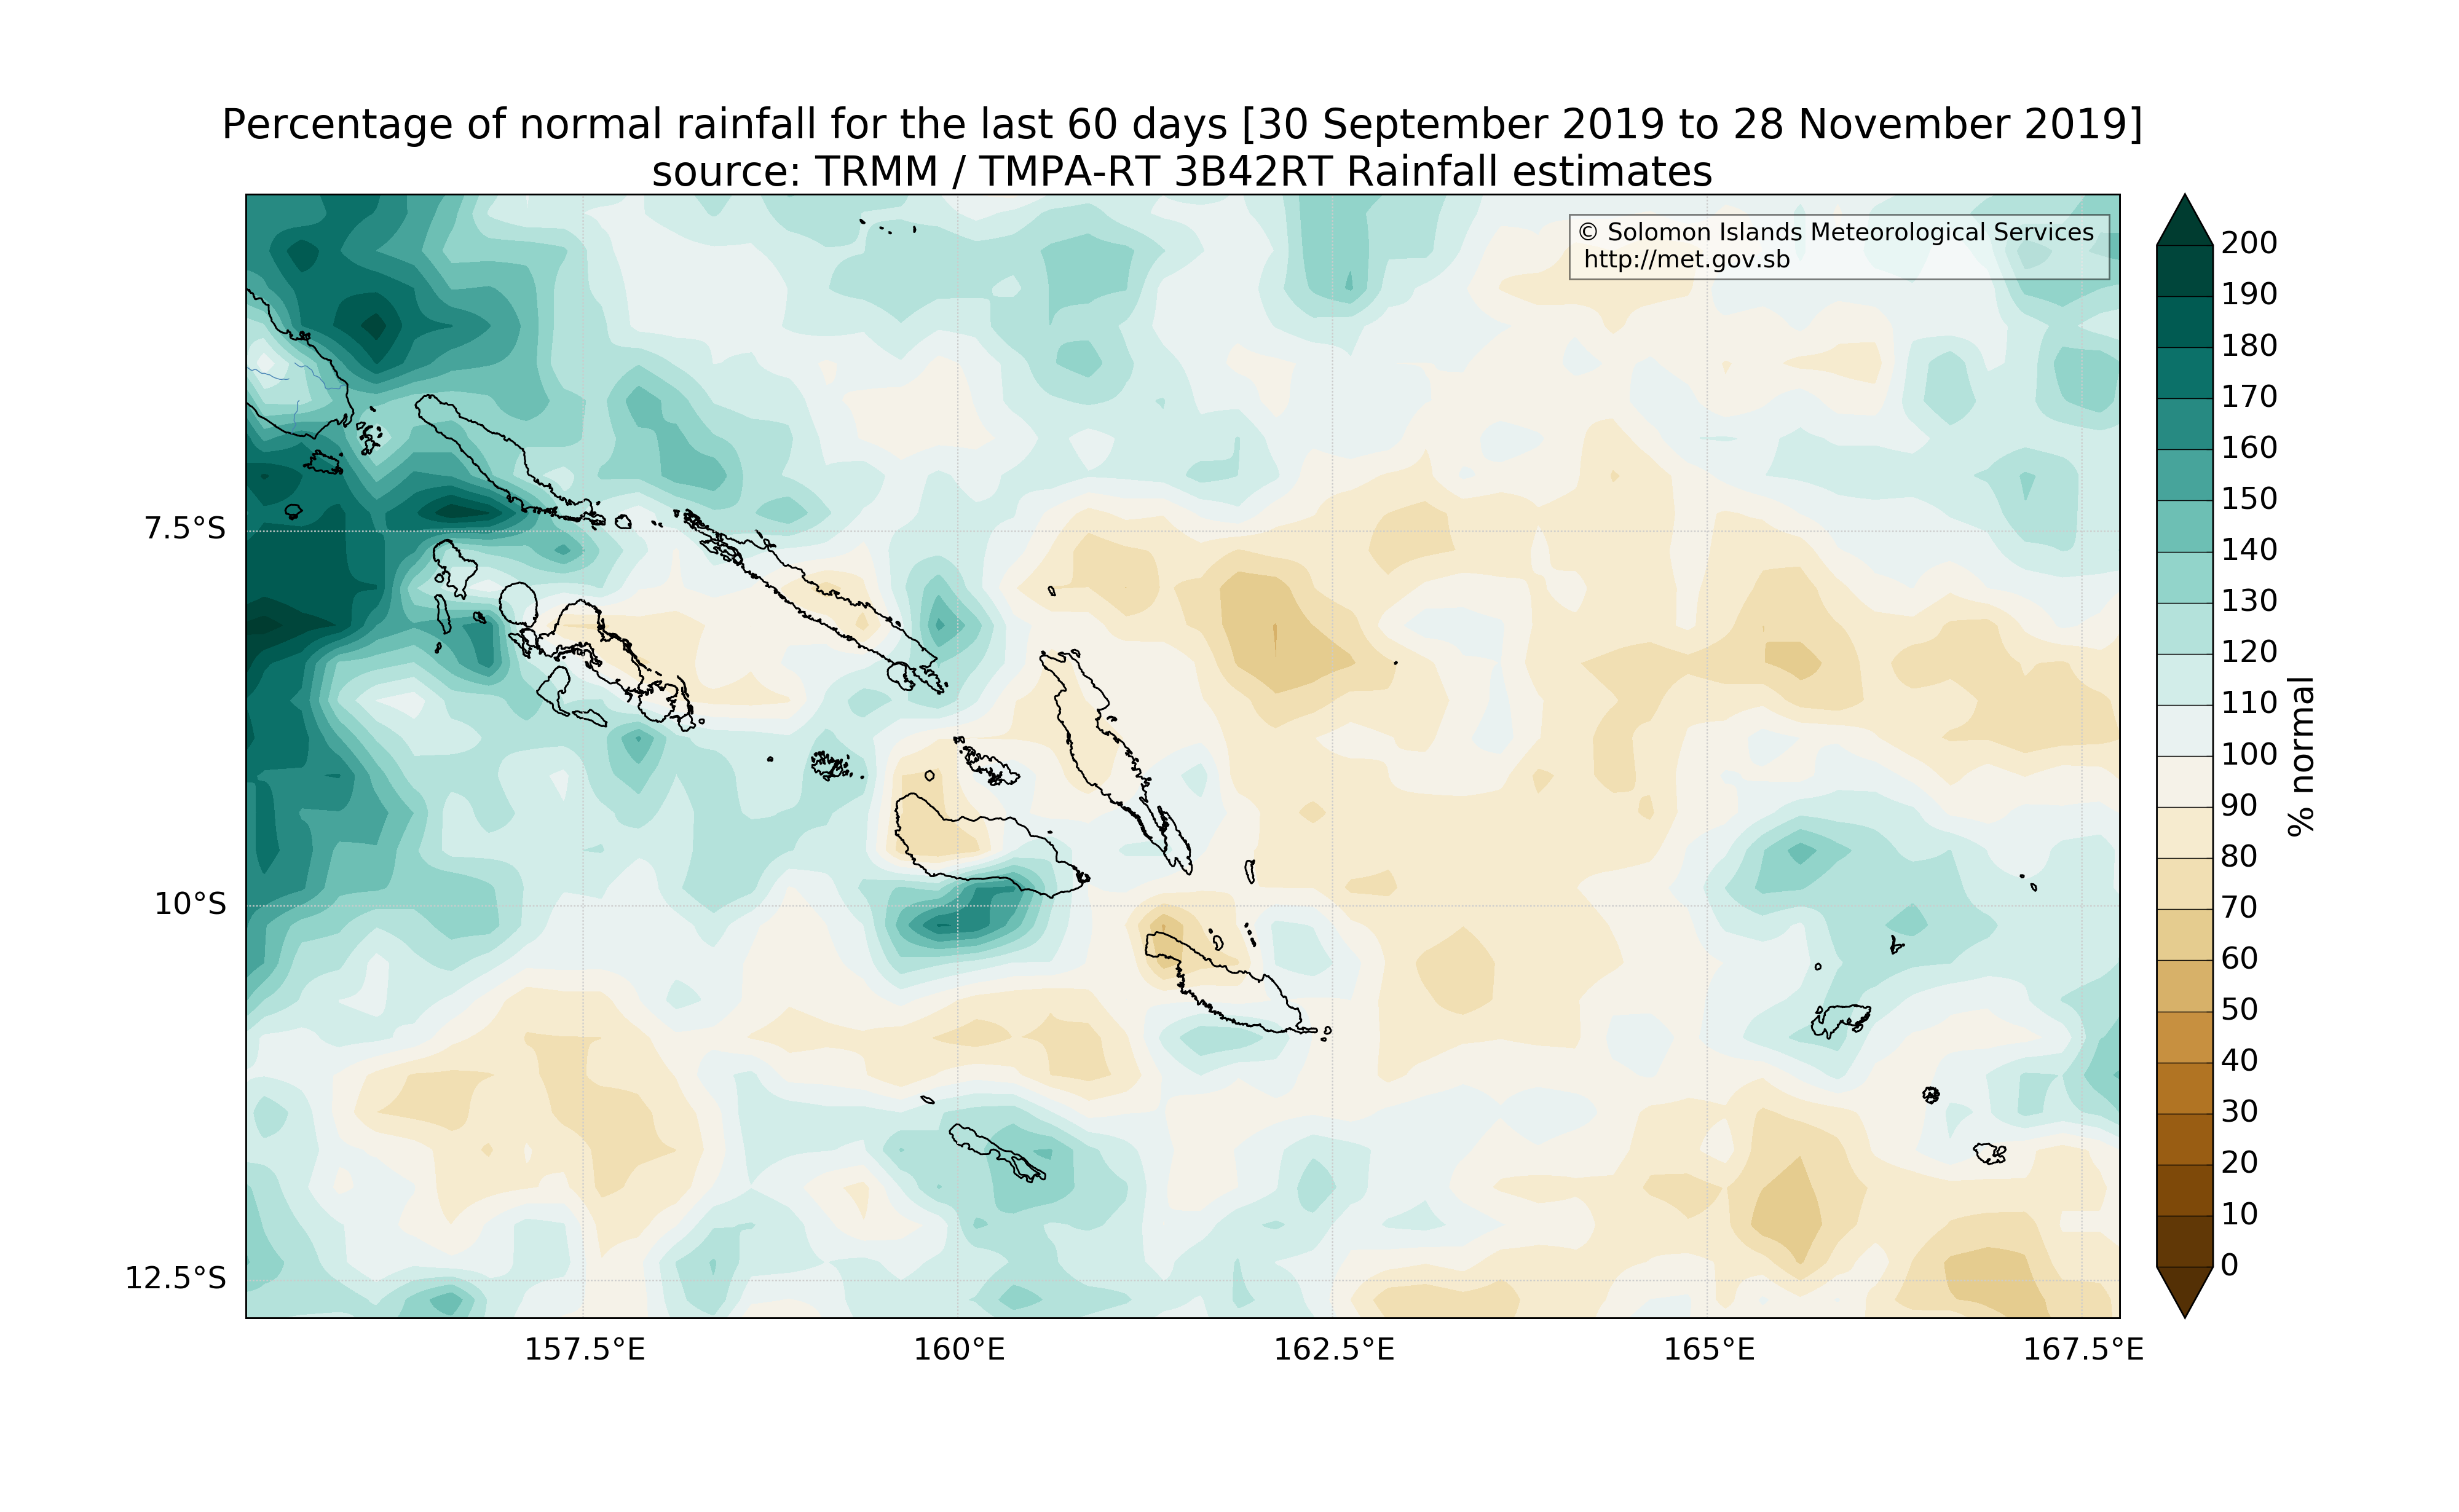 Percentage of normal rainfall for the last 60 days [30 September 2019 to 28 November 2019]
source: TRMM / TMPA-RT 3B42RT Rainfall estimates
© Solomon Islands Meteorological Services
http://met.gov.sb
7.5°S
10°S
12.5°S
157.5°E
160°E
162.5°E
165°E
167.5°E
200
190
180
170
160
150
140
130
120
110
100
90
80
70
60
50
40
30
20
10
0
% normal